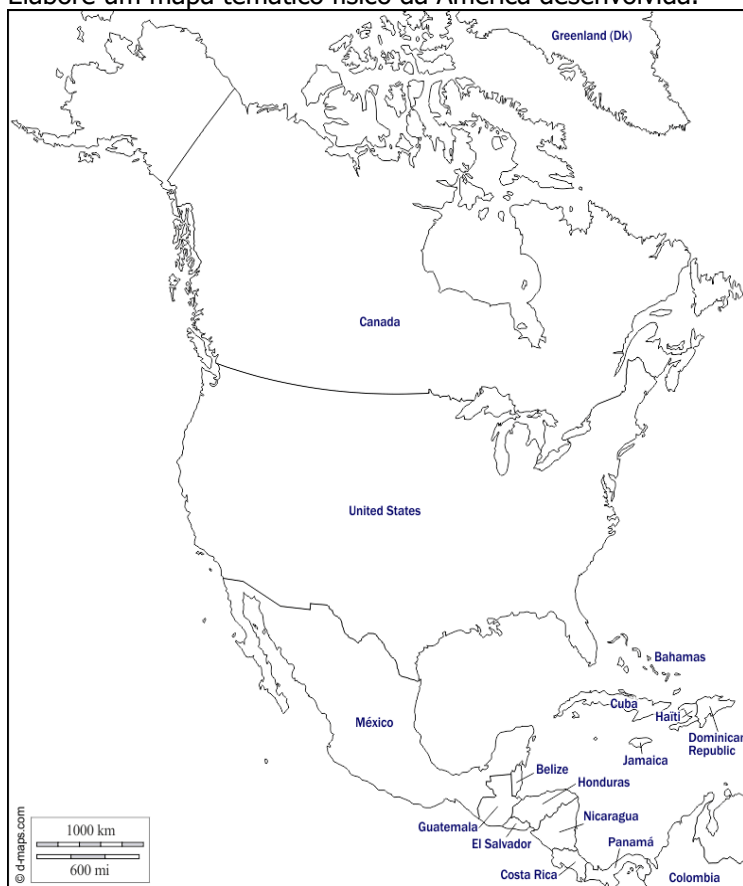 Elabore um mapa temático físico da América desenvolvida.
Greenland (Dk)
Canada
United States
Bahamas
Cuba
Haïti
México
Dominican
Republic
Jamaica
Belize
Honduras
Nicaragua
Guatemala
El Salvador
Panamá
Costa Rica
Colombia
1000 km
600 mi
© d-maps.com